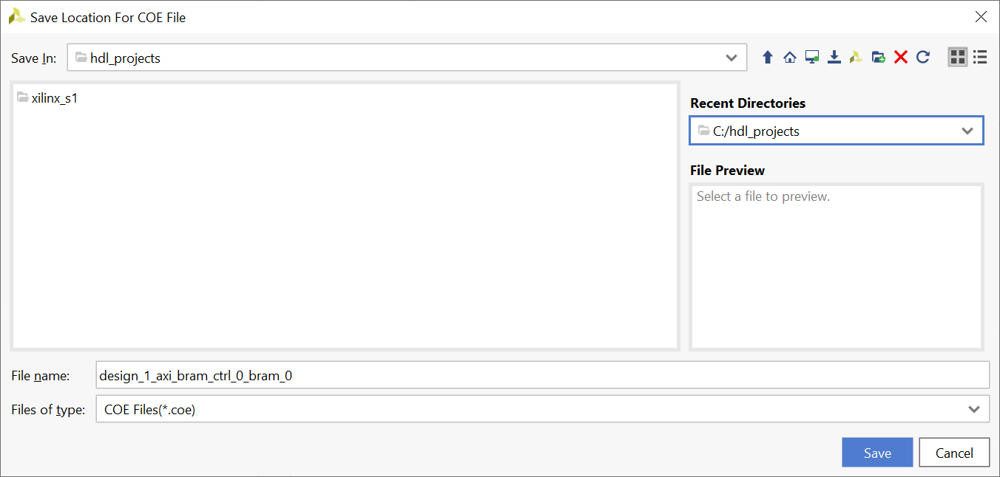 Save Location For COE File
Save In: hdl_projects
xilinx_s1
Recent Directories
C:/hdl_projects
File Preview
Select a file to preview.
File name: design_1_axi_bram_ctrl_0_bram_0
Files of type: COE Files(*.coe)
Save Cancel